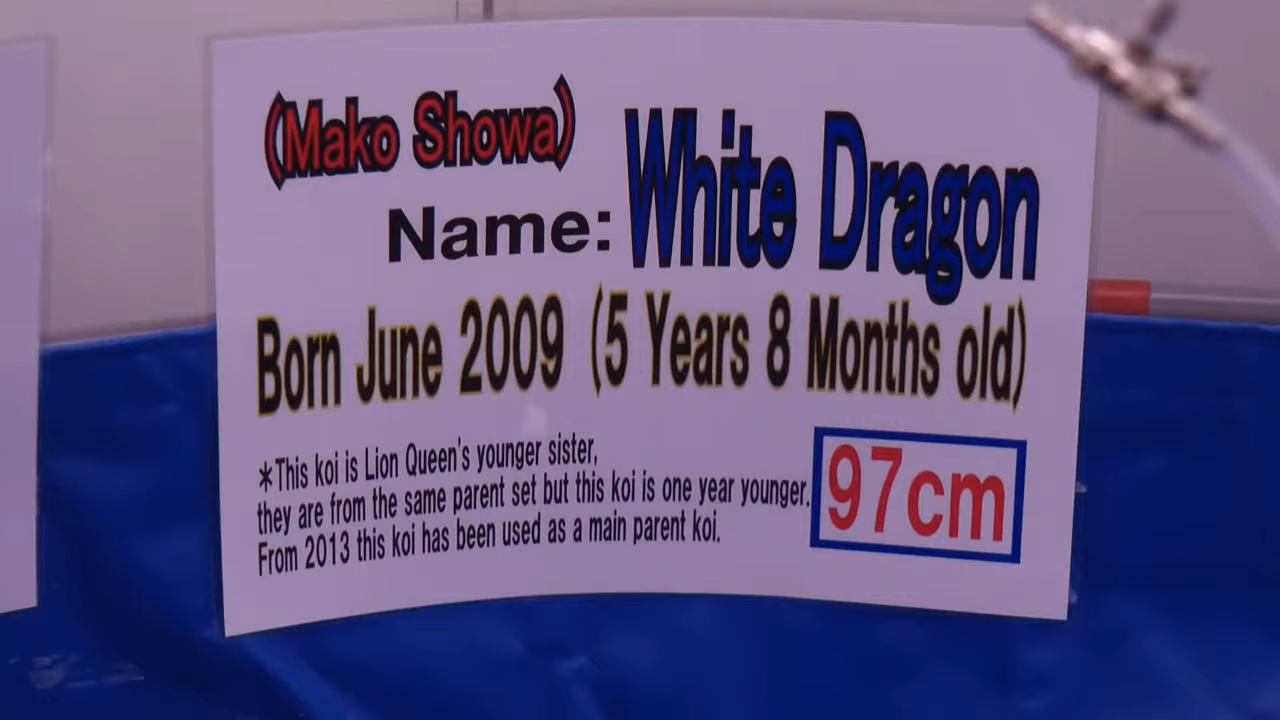 (Mako Showa)
Name: White Dragon
Born June 2009 (5 Years 8 Months old)
*This koi is Lion Queen's younger sister,
they are from the same parent set but this koi is one year younger.
From 2013 this koi has been used as a main parent koi.
97cm